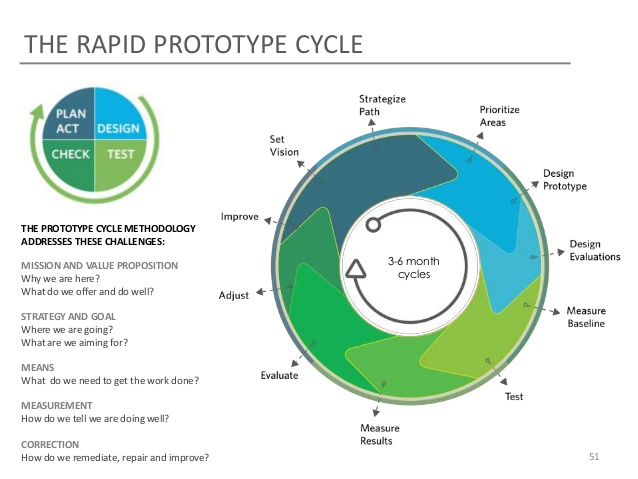 THE RAPID PROTOTYPE CYCLE
PLAN
ACT
DESIGN
CHECK
TEST
THE PROTOTYPE CYCLE METHODOLOGY
ADDRESSES THESE CHALLENGES:
MISSION AND VALUE PROPOSITION
Why we are here?
What do we offer and do well?
STRATEGY AND GOAL
Where we are going?
What are we aiming for?
MEANS
What do we need to get the work done?
MEASUREMENT
How do we tell we are doing well?
CORRECTION
How do we remediate, repair and improve?
Strategize
Path
Prioritize
Areas
Design
Prototype
Design
Evaluations
Measure
Baseline
Test
Measure
Results
Evaluate
Adjust
Improve
Set
Vision
3-6 month
cycles
51